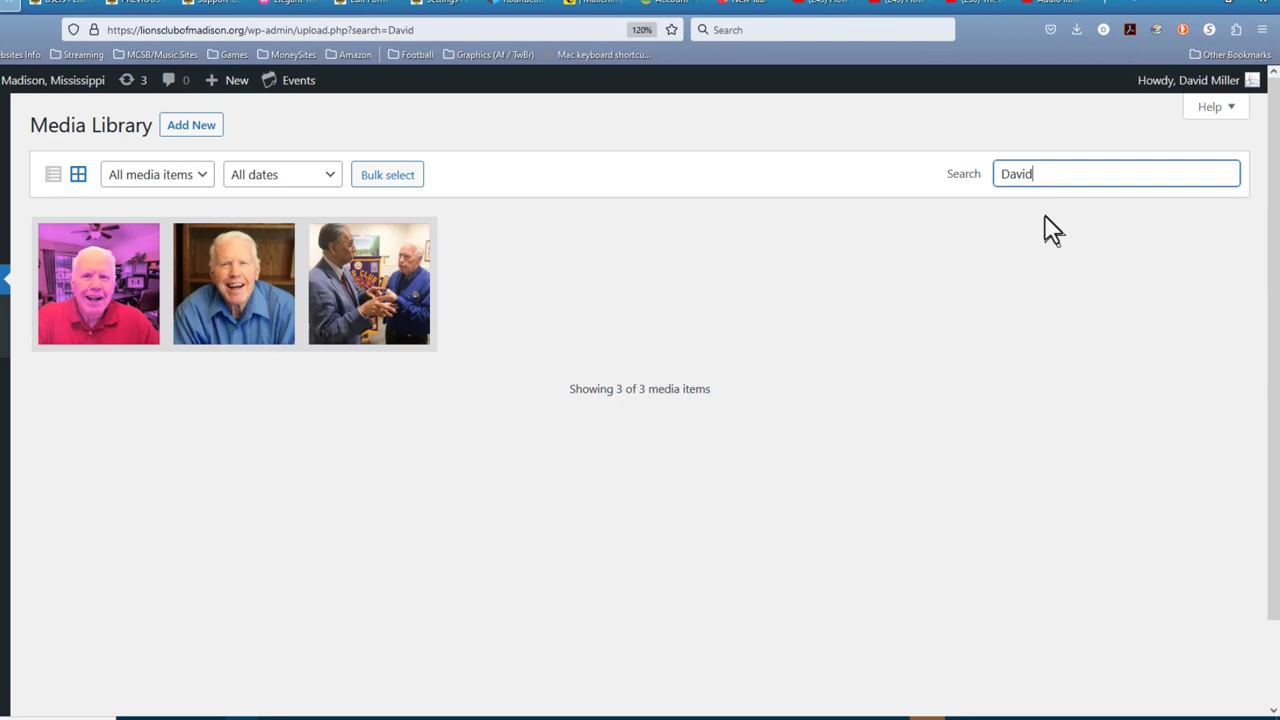 https://lionsclubofmadison.org/wp-admin/upload.php?search=David
120%
Search
ebsites Info
Streaming
MCSB/Music Sites
Games
MoneySites
Amazon
Football
Graphics (Af / TwBr)
Mac keyboard shortcu...
Other Bookmarks
Madison, Mississippi
3
0
New
Events
Howdy, David Miller
Help
Media Library
Add New
All media items
All dates
Bulk select
Search
David
Showing 3 of 3 media items